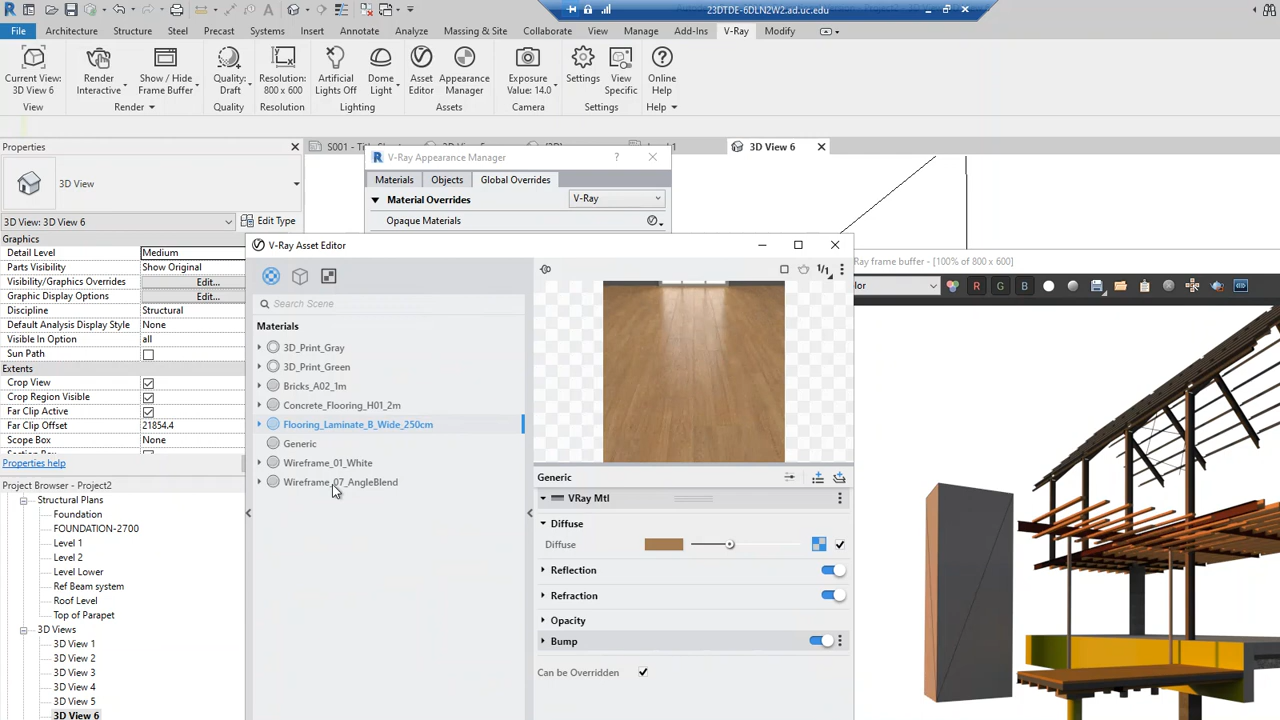 23DTDE-6DLN2W2.ad.uc.edu
File Architecture Structure Steel Precast Systems Insert Annotate Analyze Massing & Site Collaborate View Manage Add-Ins V-Ray Modify
Current View: 3D View 6
Render Interactive
Show / Hide Frame Buffer
Quality: Draft
Resolution: 800 x 600
Artificial Lights Off
Dome Light
Asset Editor
Appearance Manager
Exposure Value: 14.0
Settings
View Specific
Online Help
View Render Quality Resolution Lighting Assets Camera Settings Help
Properties
3D View
3D View: 3D View 6
Edit Type
Graphics
Detail Level Medium
Parts Visibility Show Original
Visibility/Graphics Overrides Edit...
Graphic Display Options Edit...
Discipline Structural
Default Analysis Display Style None
Visible In Option all
Sun Path
Extents
Crop View
Crop Region Visible
Far Clip Active
Far Clip Offset 21854.4
Scope Box None
Properties help
Project Browser - Project2
Structural Plans
Foundation
FOUNDATION-2700
Level 1
Level 2
Level Lower
Ref Beam system
Roof Level
Top of Parapet
3D Views
3D View 1
3D View 2
3D View 3
3D View 4
3D View 5
3D View 6
3D View 6
V-Ray Appearance Manager ?
Materials Objects Global Overrides
Material Overrides V-Ray
Opaque Materials
V-Ray Asset Editor
Search Scene
Materials
3D_Print_Gray
3D_Print_Green
Bricks_A02_1m
Concrete_Flooring_H01_2m
Flooring_Laminate_B_Wide_250cm
Generic
Wireframe_01_White
Wireframe_07_AngleBlend
1/1
Generic
VRay Mtl
Diffuse
Diffuse
Reflection
Refraction
Opacity
Bump
Can be Overridden
Ray frame buffer - [100% of 800 x 600]
lor R G B